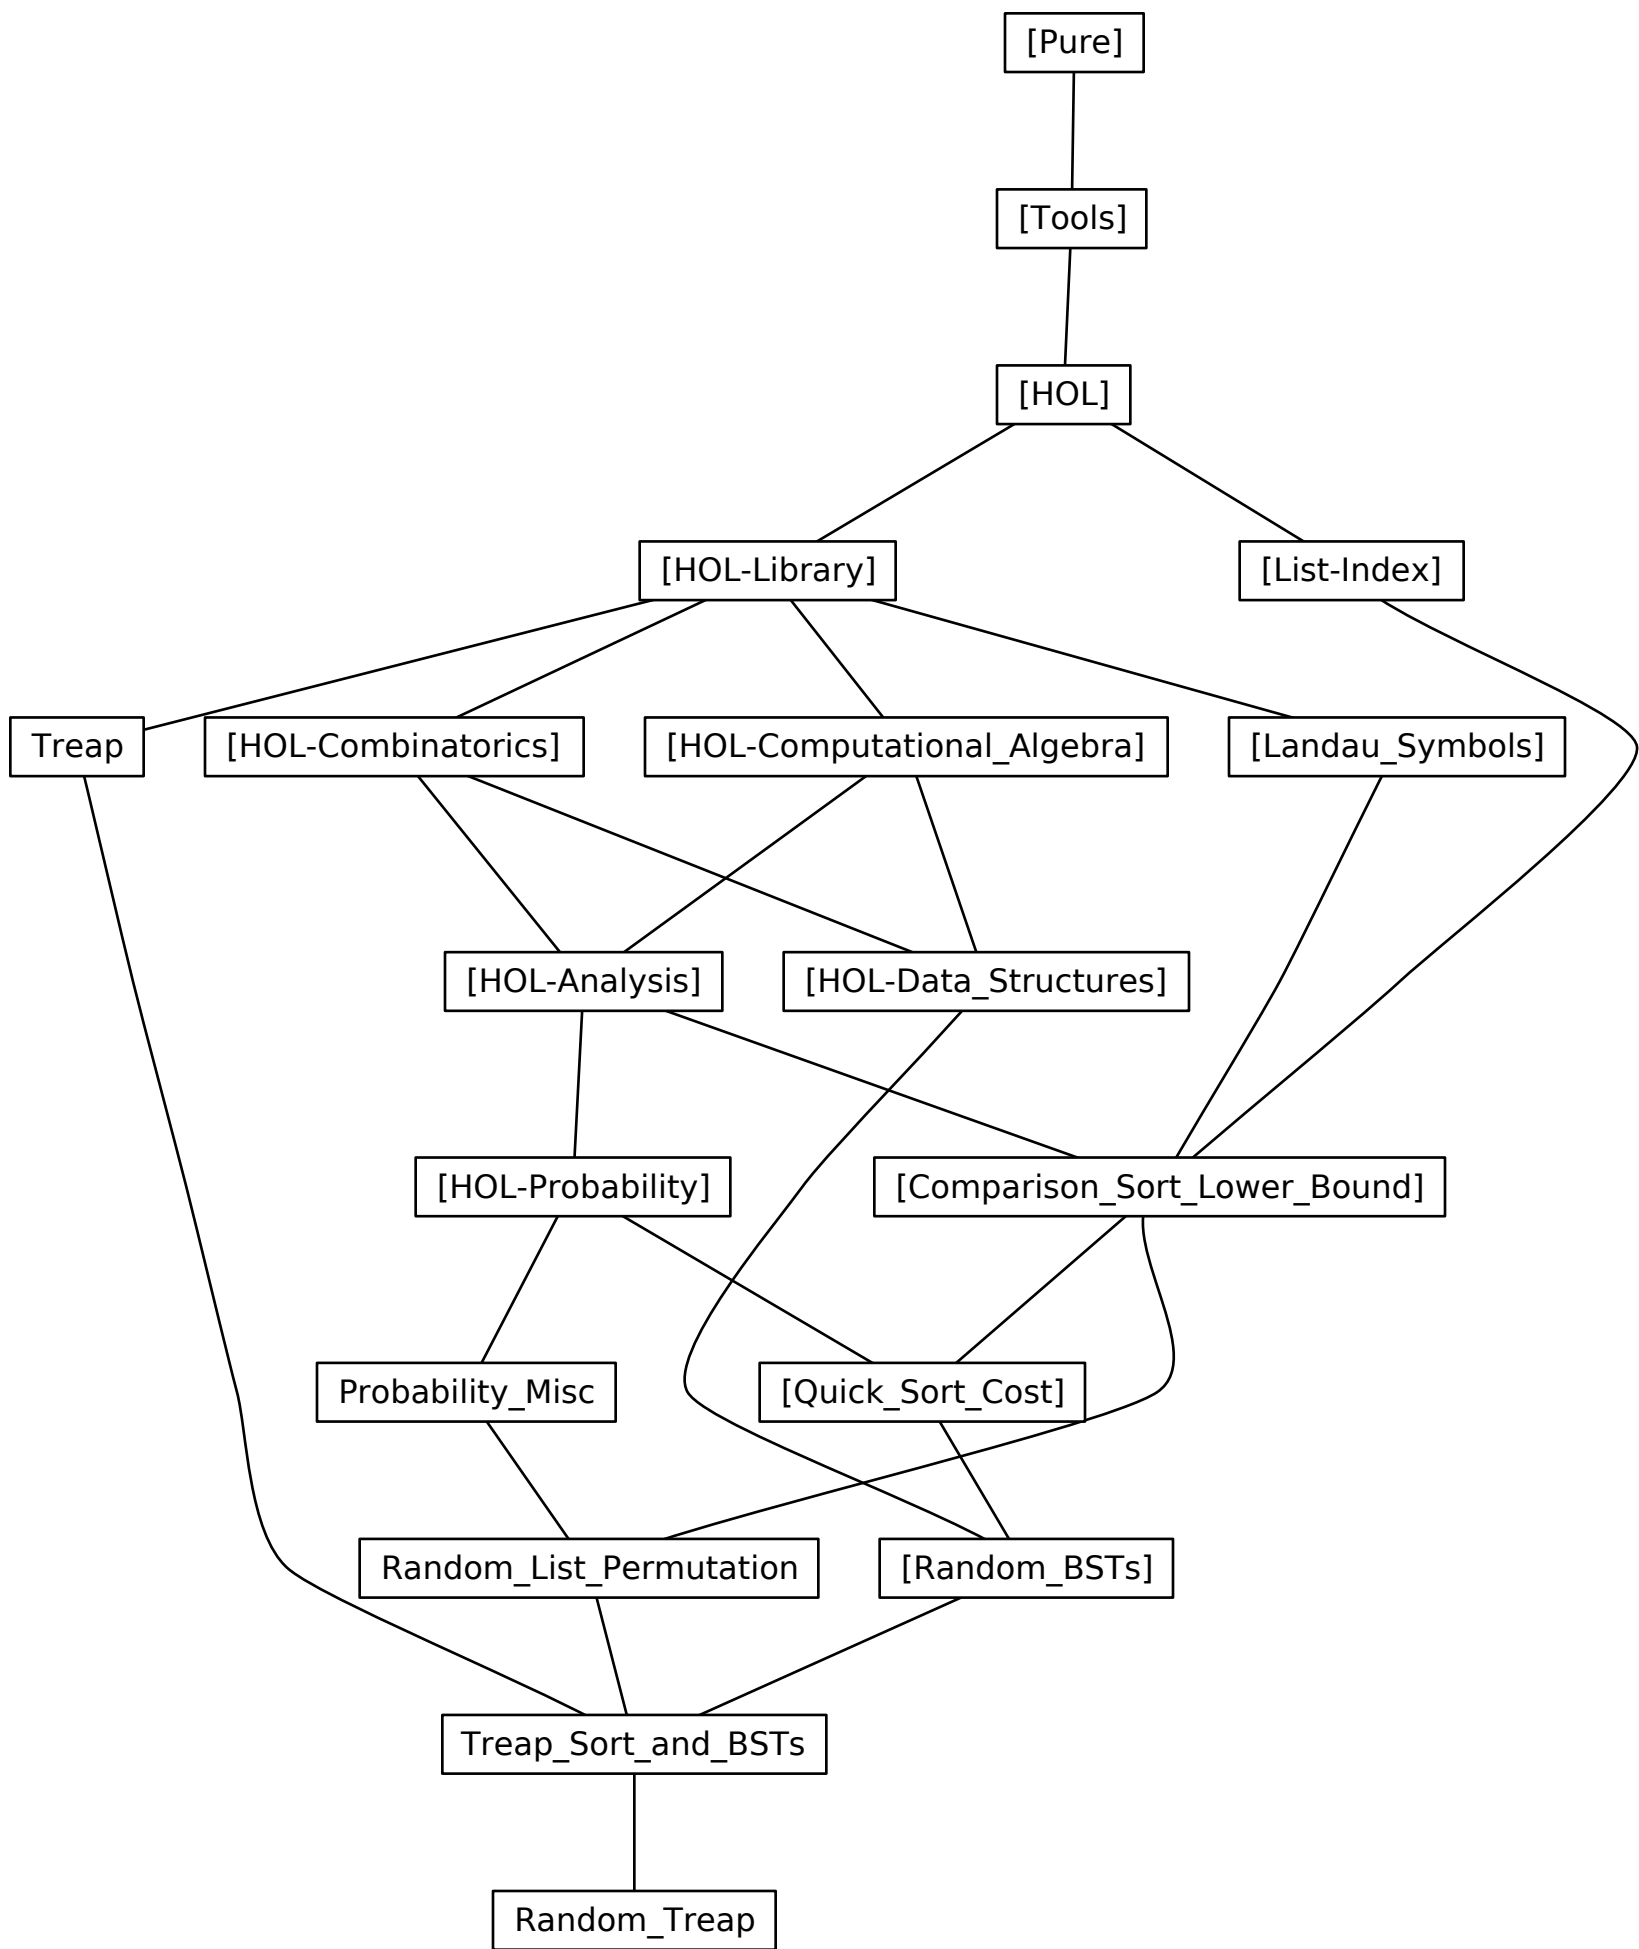 [Pure]
[Tools]
[HOL]
[HOL-Library]
[List-Index]
Treap
[HOL-Combinatorics]
[HOL-Computational_Algebra]
[Landau_Symbols]
[HOL-Analysis]
[HOL-Data_Structures]
[HOL-Probability]
[Comparison_Sort_Lower_Bound]
Probability_Misc
[Quick_Sort_Cost]
Random_List_Permutation
[Random_BSTs]
Treap_Sort_and_BSTs
Random_Treap